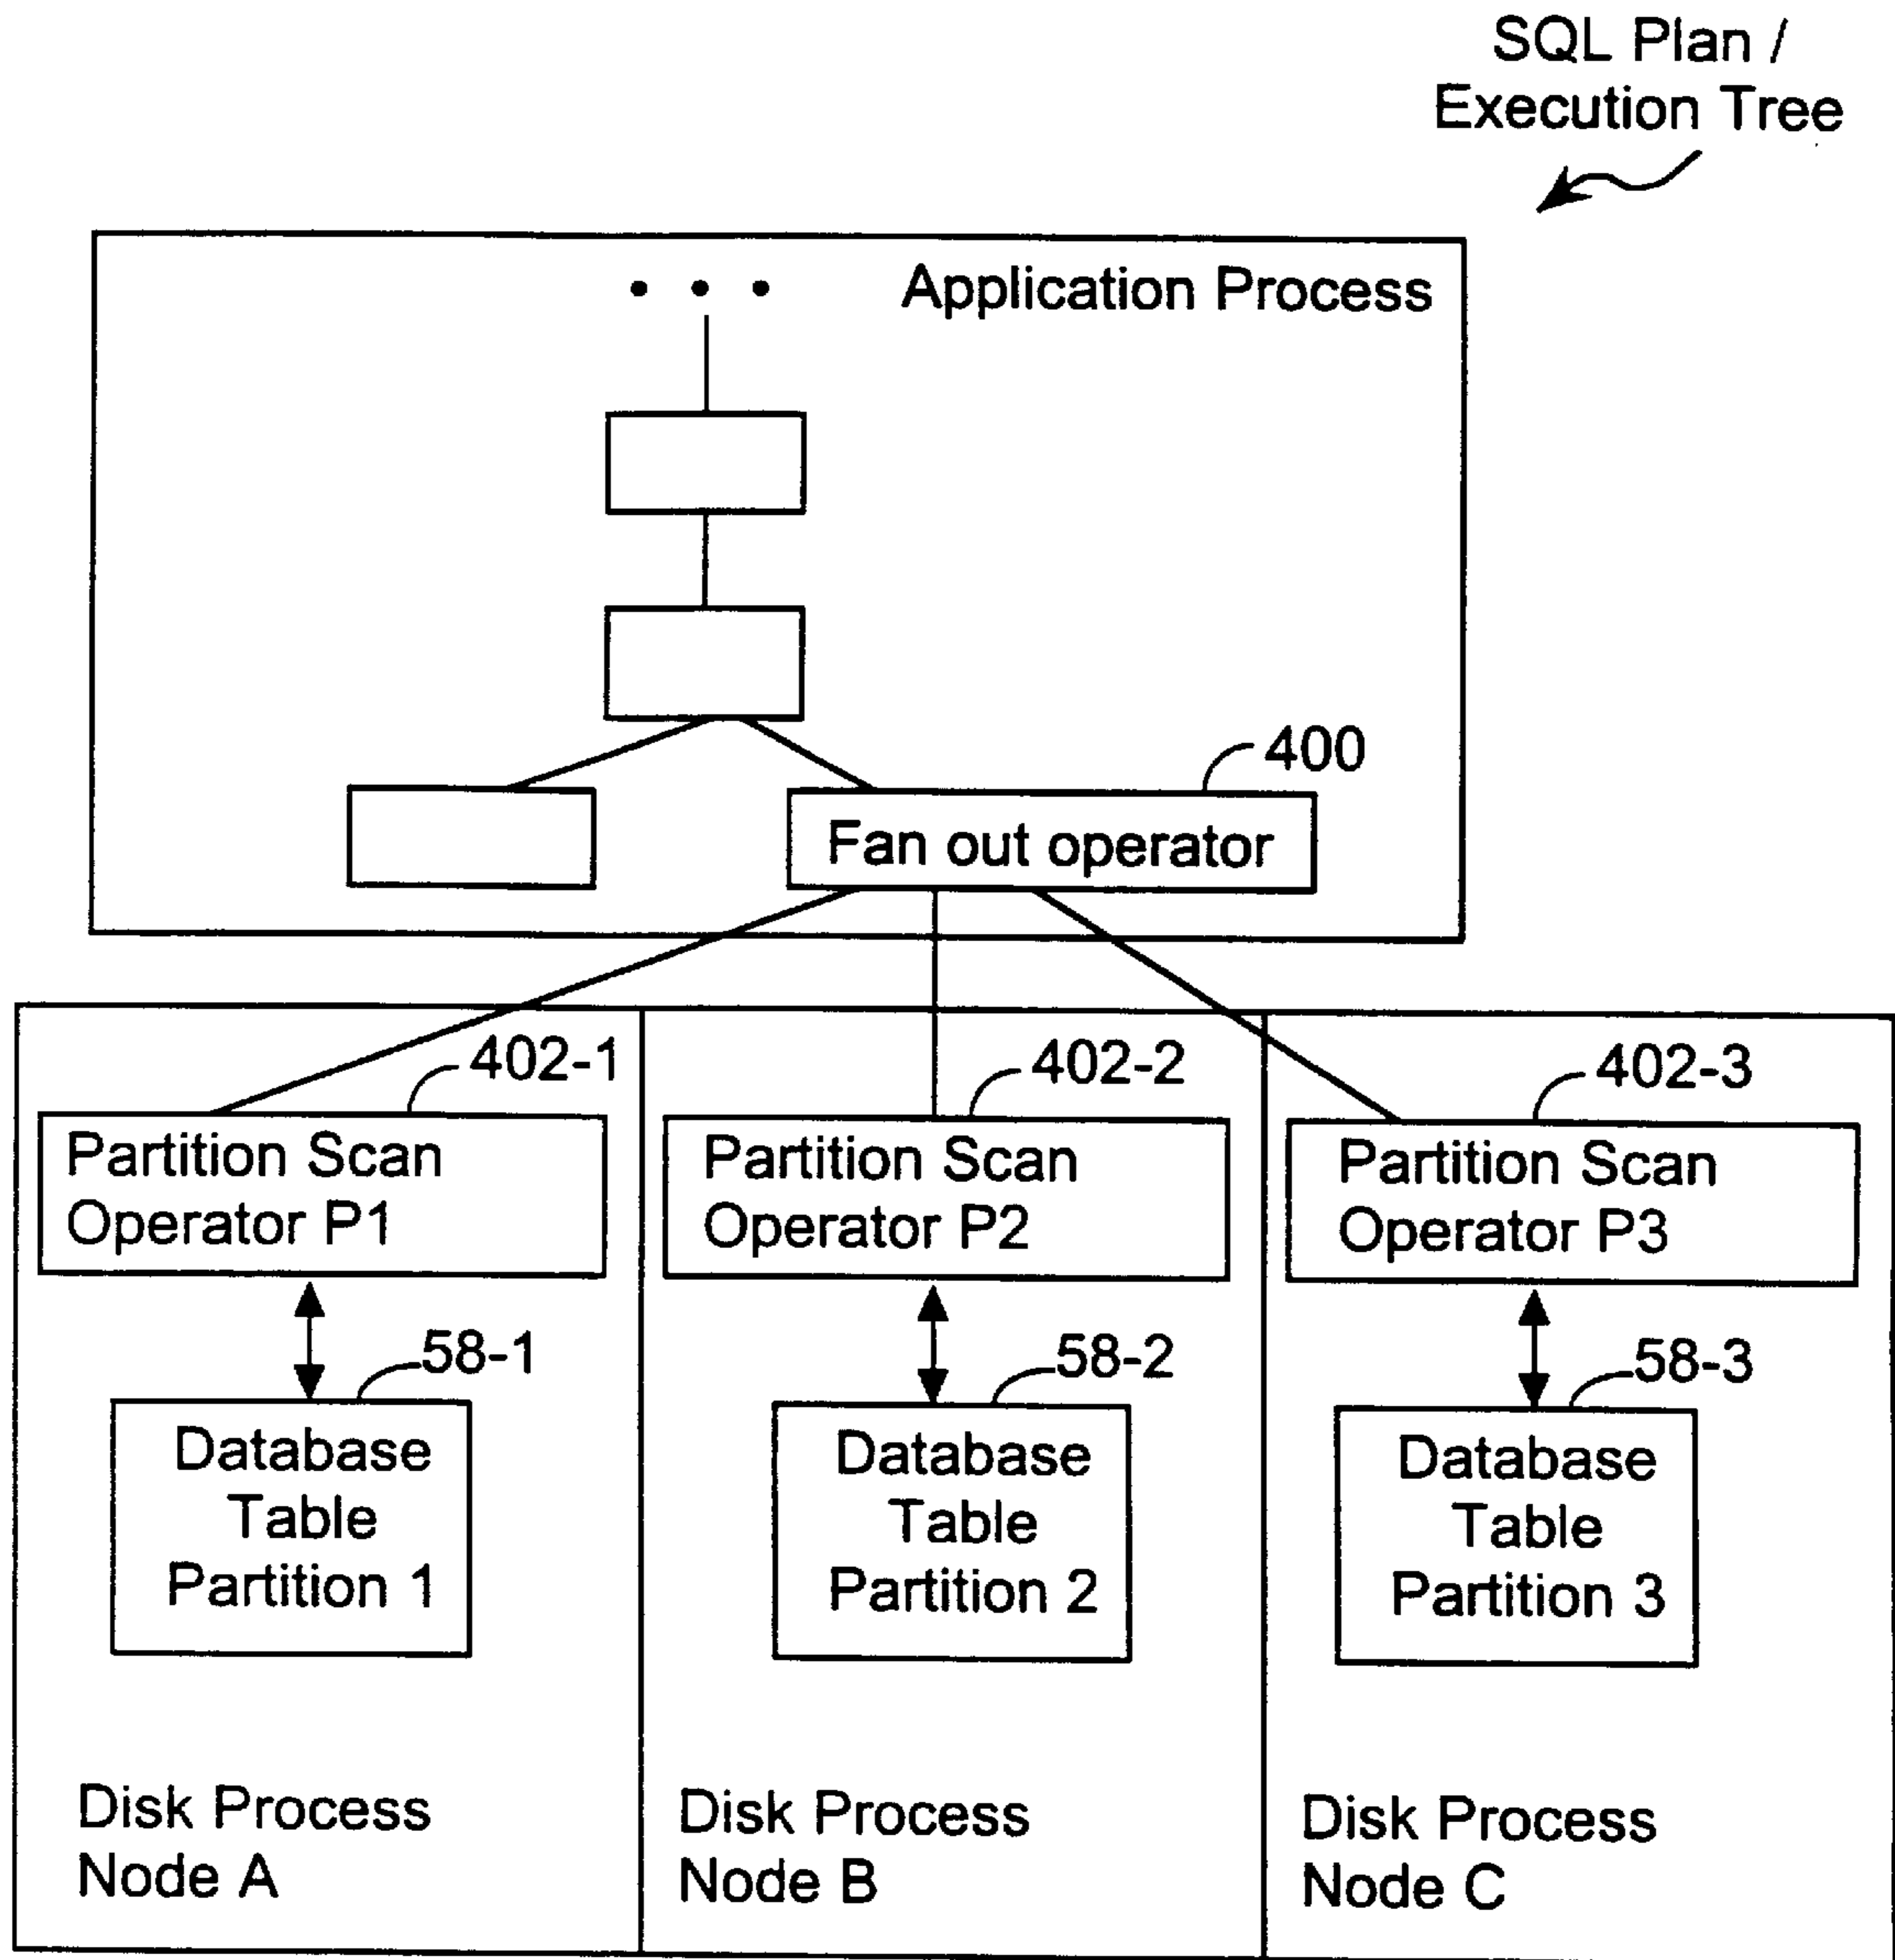 SQL Plan /
Execution Tree
• • •
Application Process
400
Fan out operator
402-1
402-2
402-3
Partition Scan
Operator P1
Partition Scan
Operator P2
Partition Scan
Operator P3
58-1
58-2
58-3
Database
Table
Partition 1
Database
Table
Partition 2
Database
Table
Partition 3
Disk Process
Node A
Disk Process
Node B
Disk Process
Node C